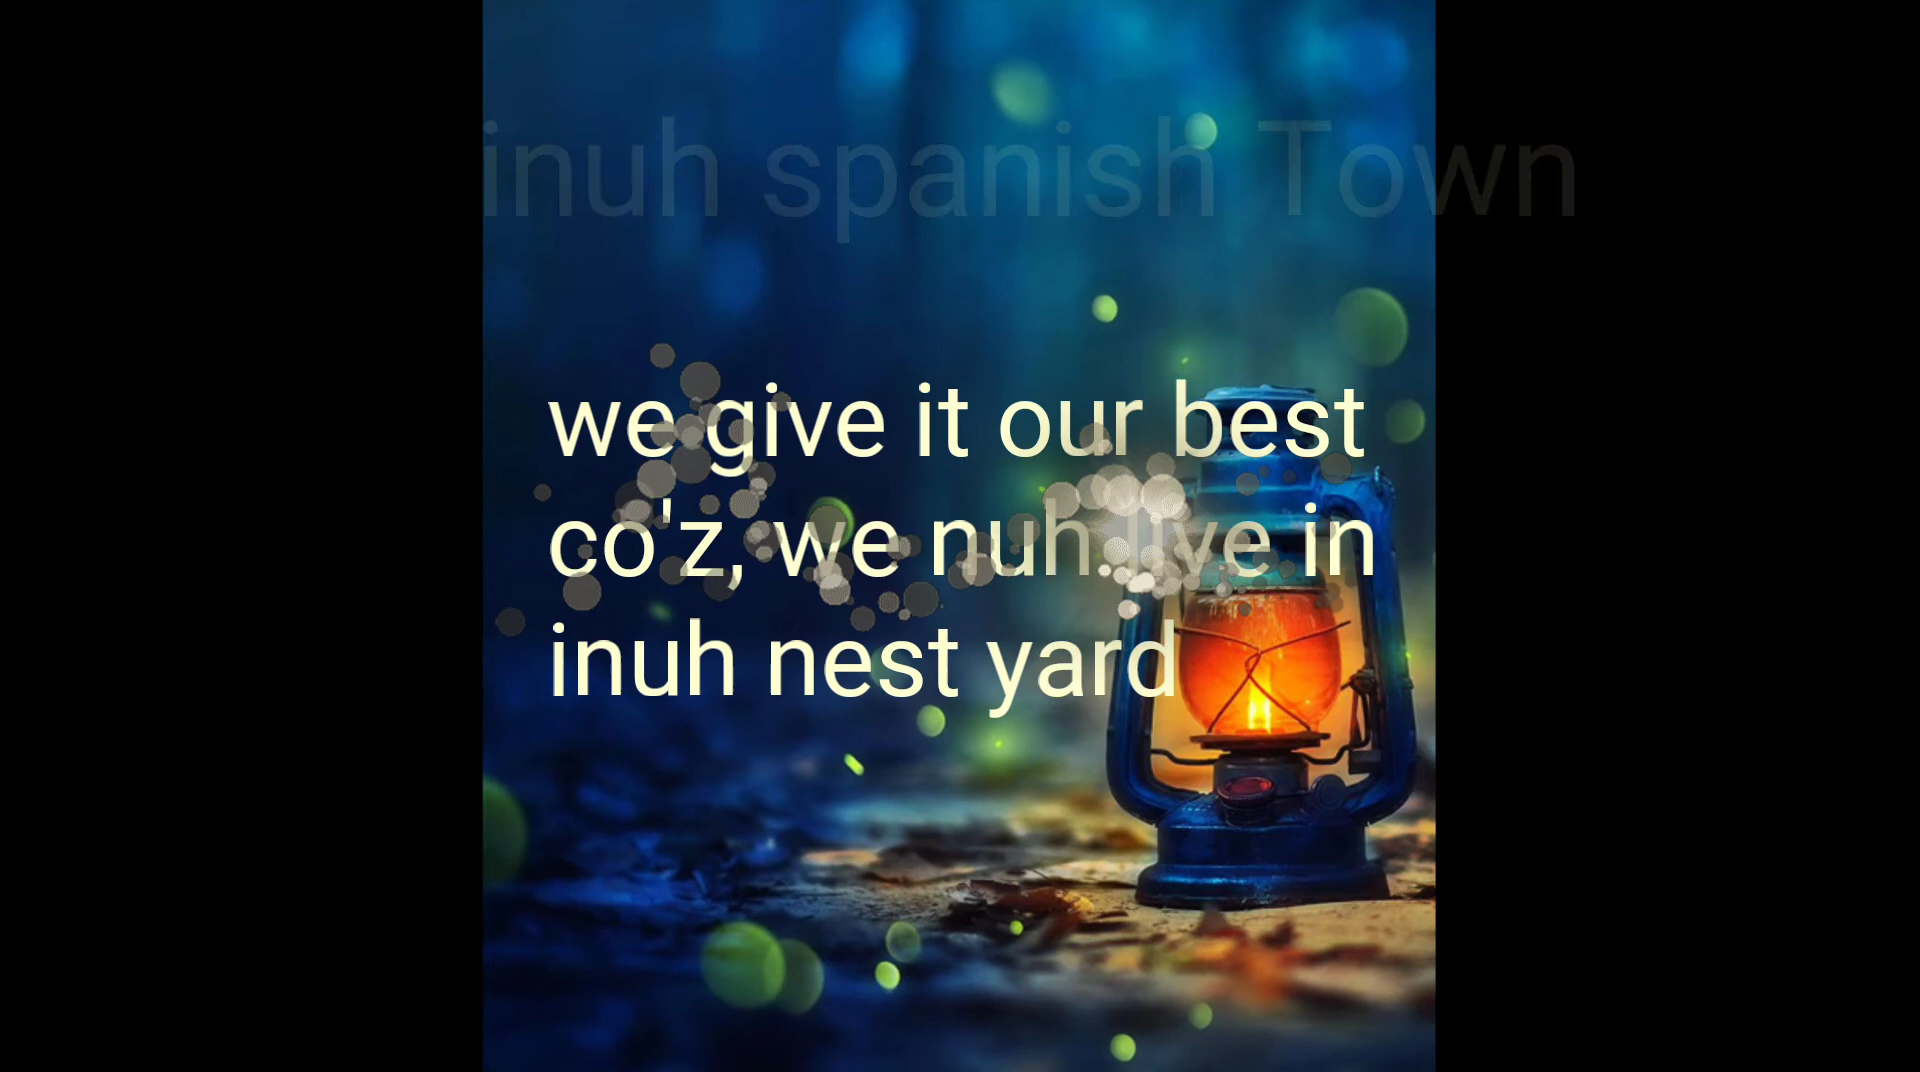 inuh spanish Town
we give it our best
co'z, we nuh live in
inuh nest yard